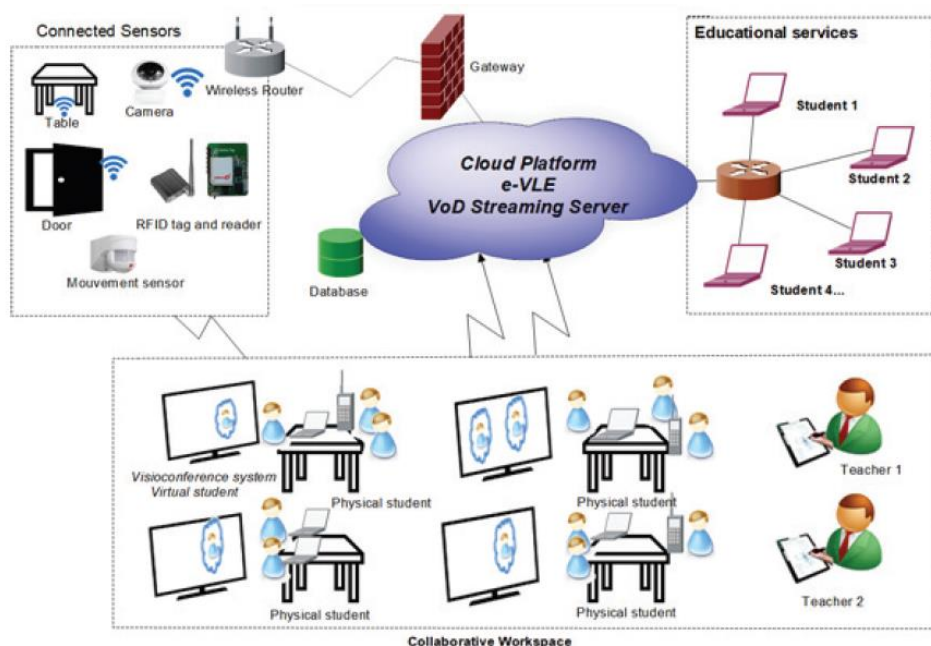 Connected Sensors
Table
Camera
Wireless Router
Door
RFID tag and reader
Mouvement sensor
Gateway
Cloud Platform
e-VLE
VoD Streaming Server
Database
Educational services
Student 1
Student 2
Student 3
Student 4...
Visioconference system
Virtual student
Physical student
Physical student
Teacher 1
Physical student
Physical student
Teacher 2
Collaborative Workspace